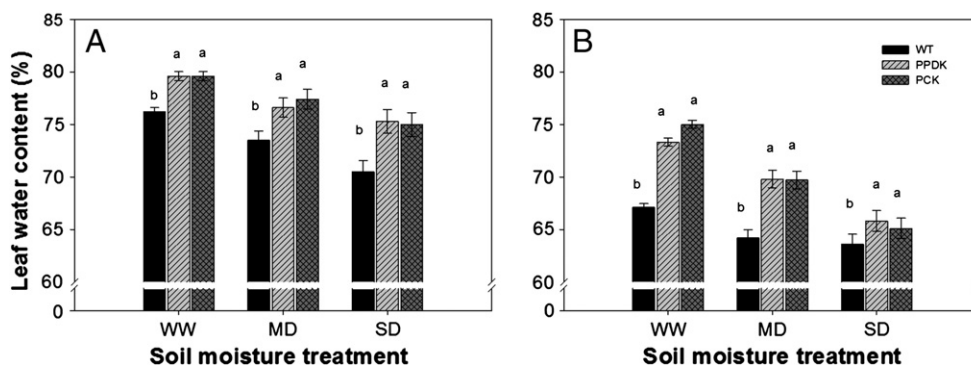 Leaf water content (%)
85
80
75
70
65
60
0
A
a a
b
a a
b
a a
b
WW MD SD
Soil moisture treatment
85
80
75
70
65
60
0
B
WT
PPDK
PCK
a a
b
a a
b
a a
b
WW MD SD
Soil moisture treatment